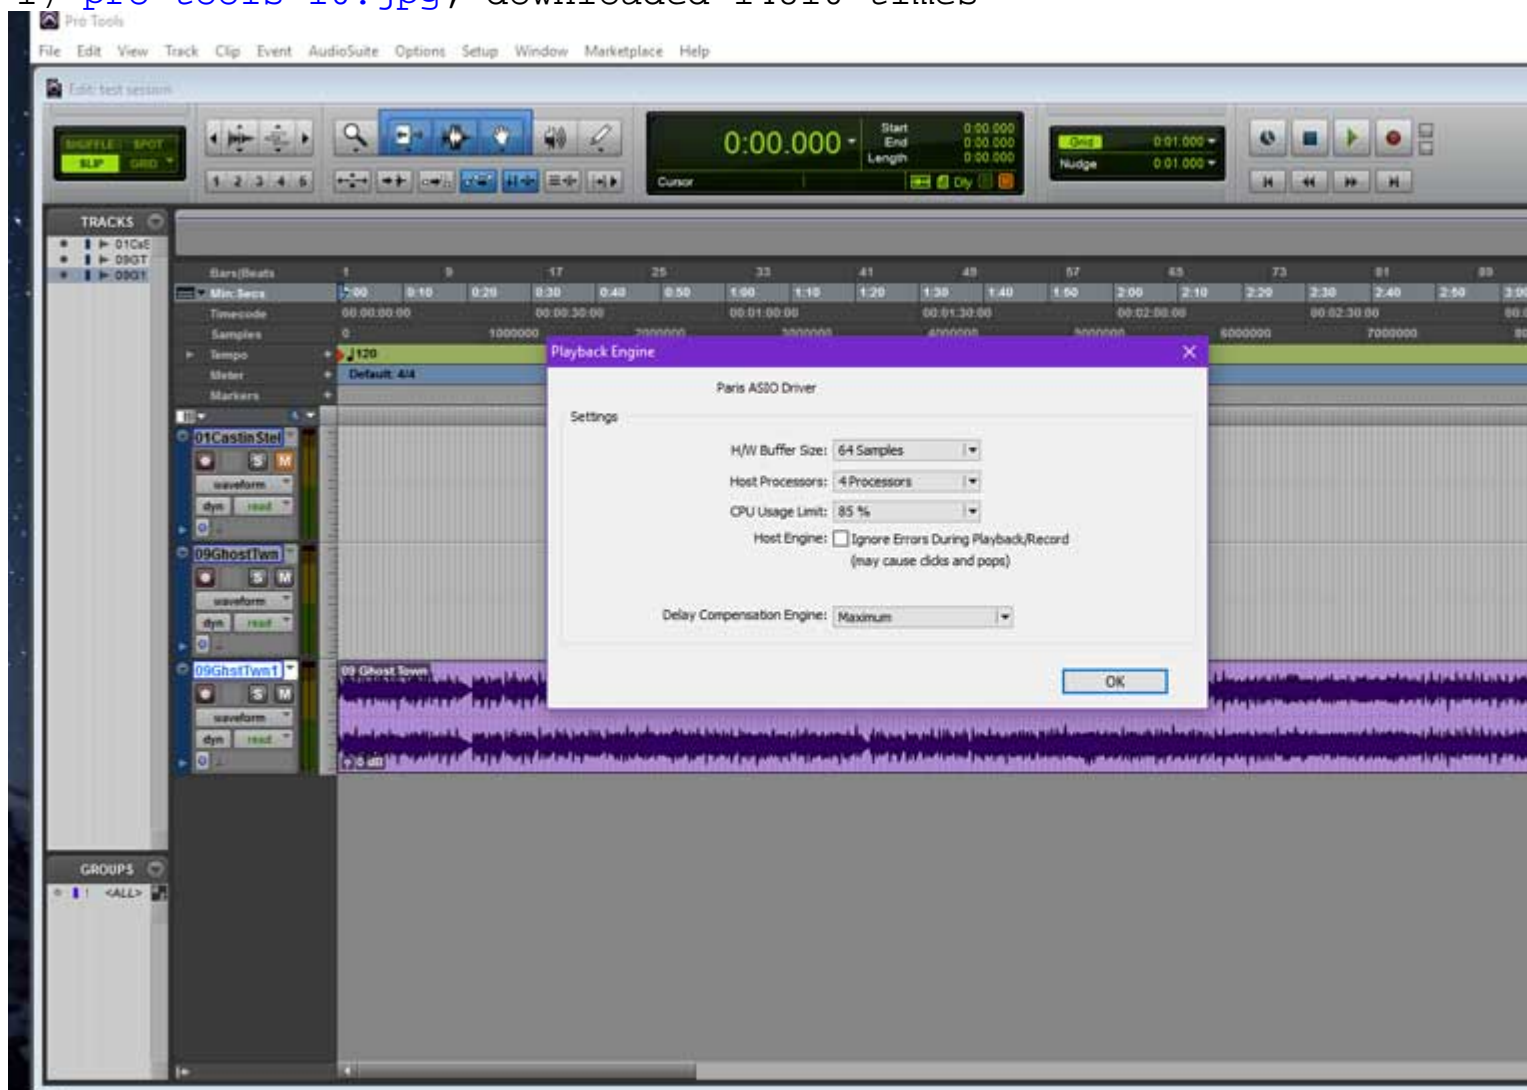 Pro Tools
File Edit View Track Clip Event AudioSuite Options Setup Window Marketplace Help
Edit: test session
SHUFFLE SPOT
SLIP GRID
1 2 3 4 5
0:00.000
Start 0:00.000
End 0:00.000
Length 0:00.000
Cursor
Dly
Grid 0:01.000
Nudge 0:01.000
TRACKS
09GT
Bars|Beats 1 9 17 25 33 41 49 57 65 73 81 89
Min:Secs 0:00 0:10 0:20 0:30 0:40 0:50 1:00 1:10 1:20 1:30 1:40 1:50 2:00 2:10 2:20 2:30 2:40 2:50 3:00
Timecode 00:00:00:00 00:00:30:00 00:01:00:00 00:01:30:00 00:02:00:00 00:02:30:00
Samples 0 1000000 2000000 3000000 4000000 5000000 6000000 7000000
Tempo 120
Meter Default: 4/4
Markers
Playback Engine
Paris ASIO Driver
Settings
H/W Buffer Size: 64 Samples
Host Processors: 4 Processors
CPU Usage Limit: 85 %
Host Engine: Ignore Errors During Playback/Record
(may cause clicks and pops)
Delay Compensation Engine: Maximum
OK
01CastinStel
S M
waveform
dyn read
09GhostTwn
S M
waveform
dyn read
09GhstTwn1
S M
waveform
dyn read
09 Ghost Town
0 dB
GROUPS
! <ALL>